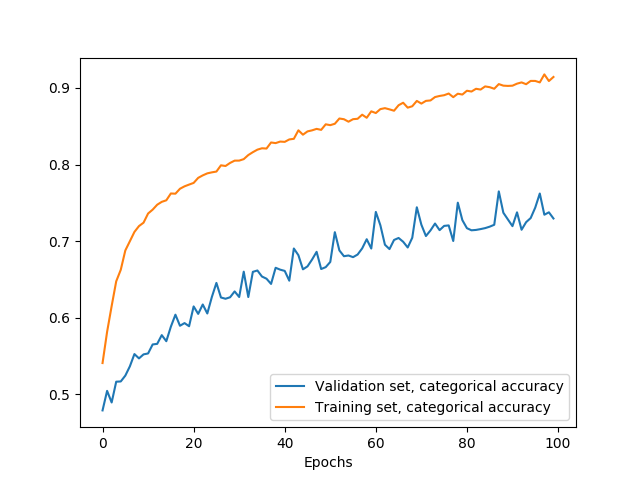 0.9
0.8
0.7
0.6
0.5
Validation set, categorical accuracy
Training set, categorical accuracy
0 20 40 60 80 100
Epochs